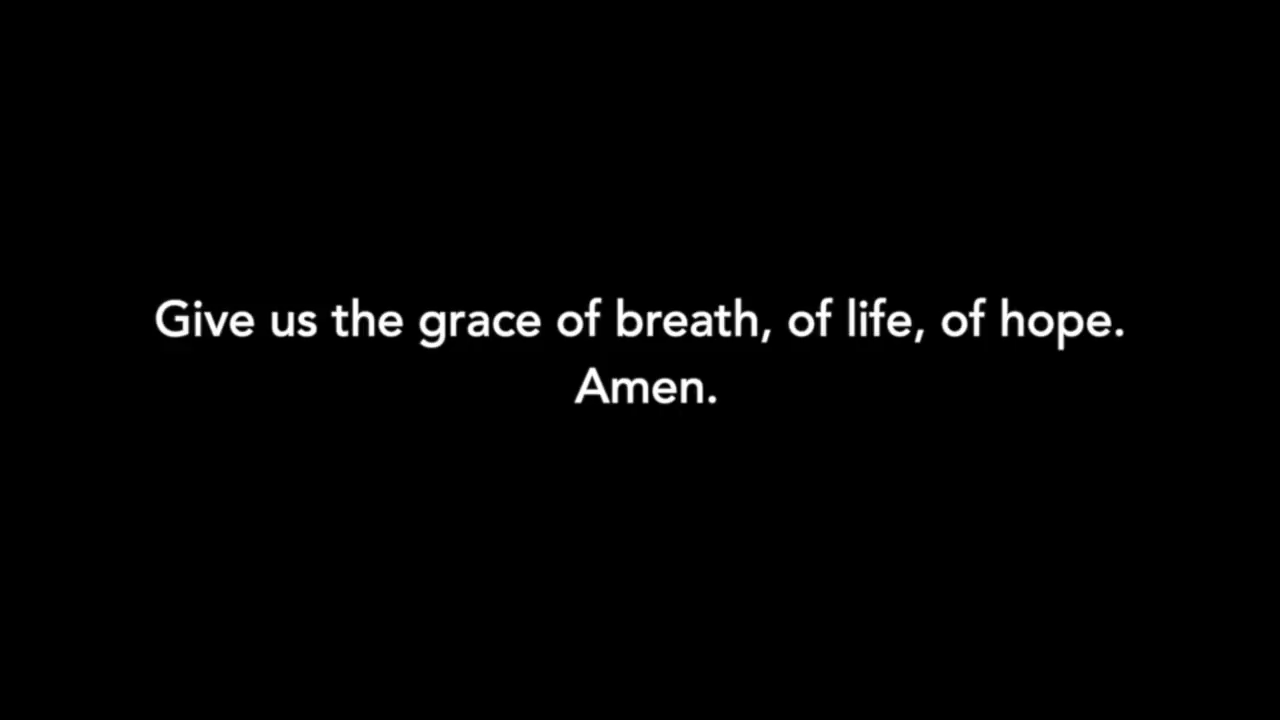 Give us the grace of breath, of life, of hope.
Amen.